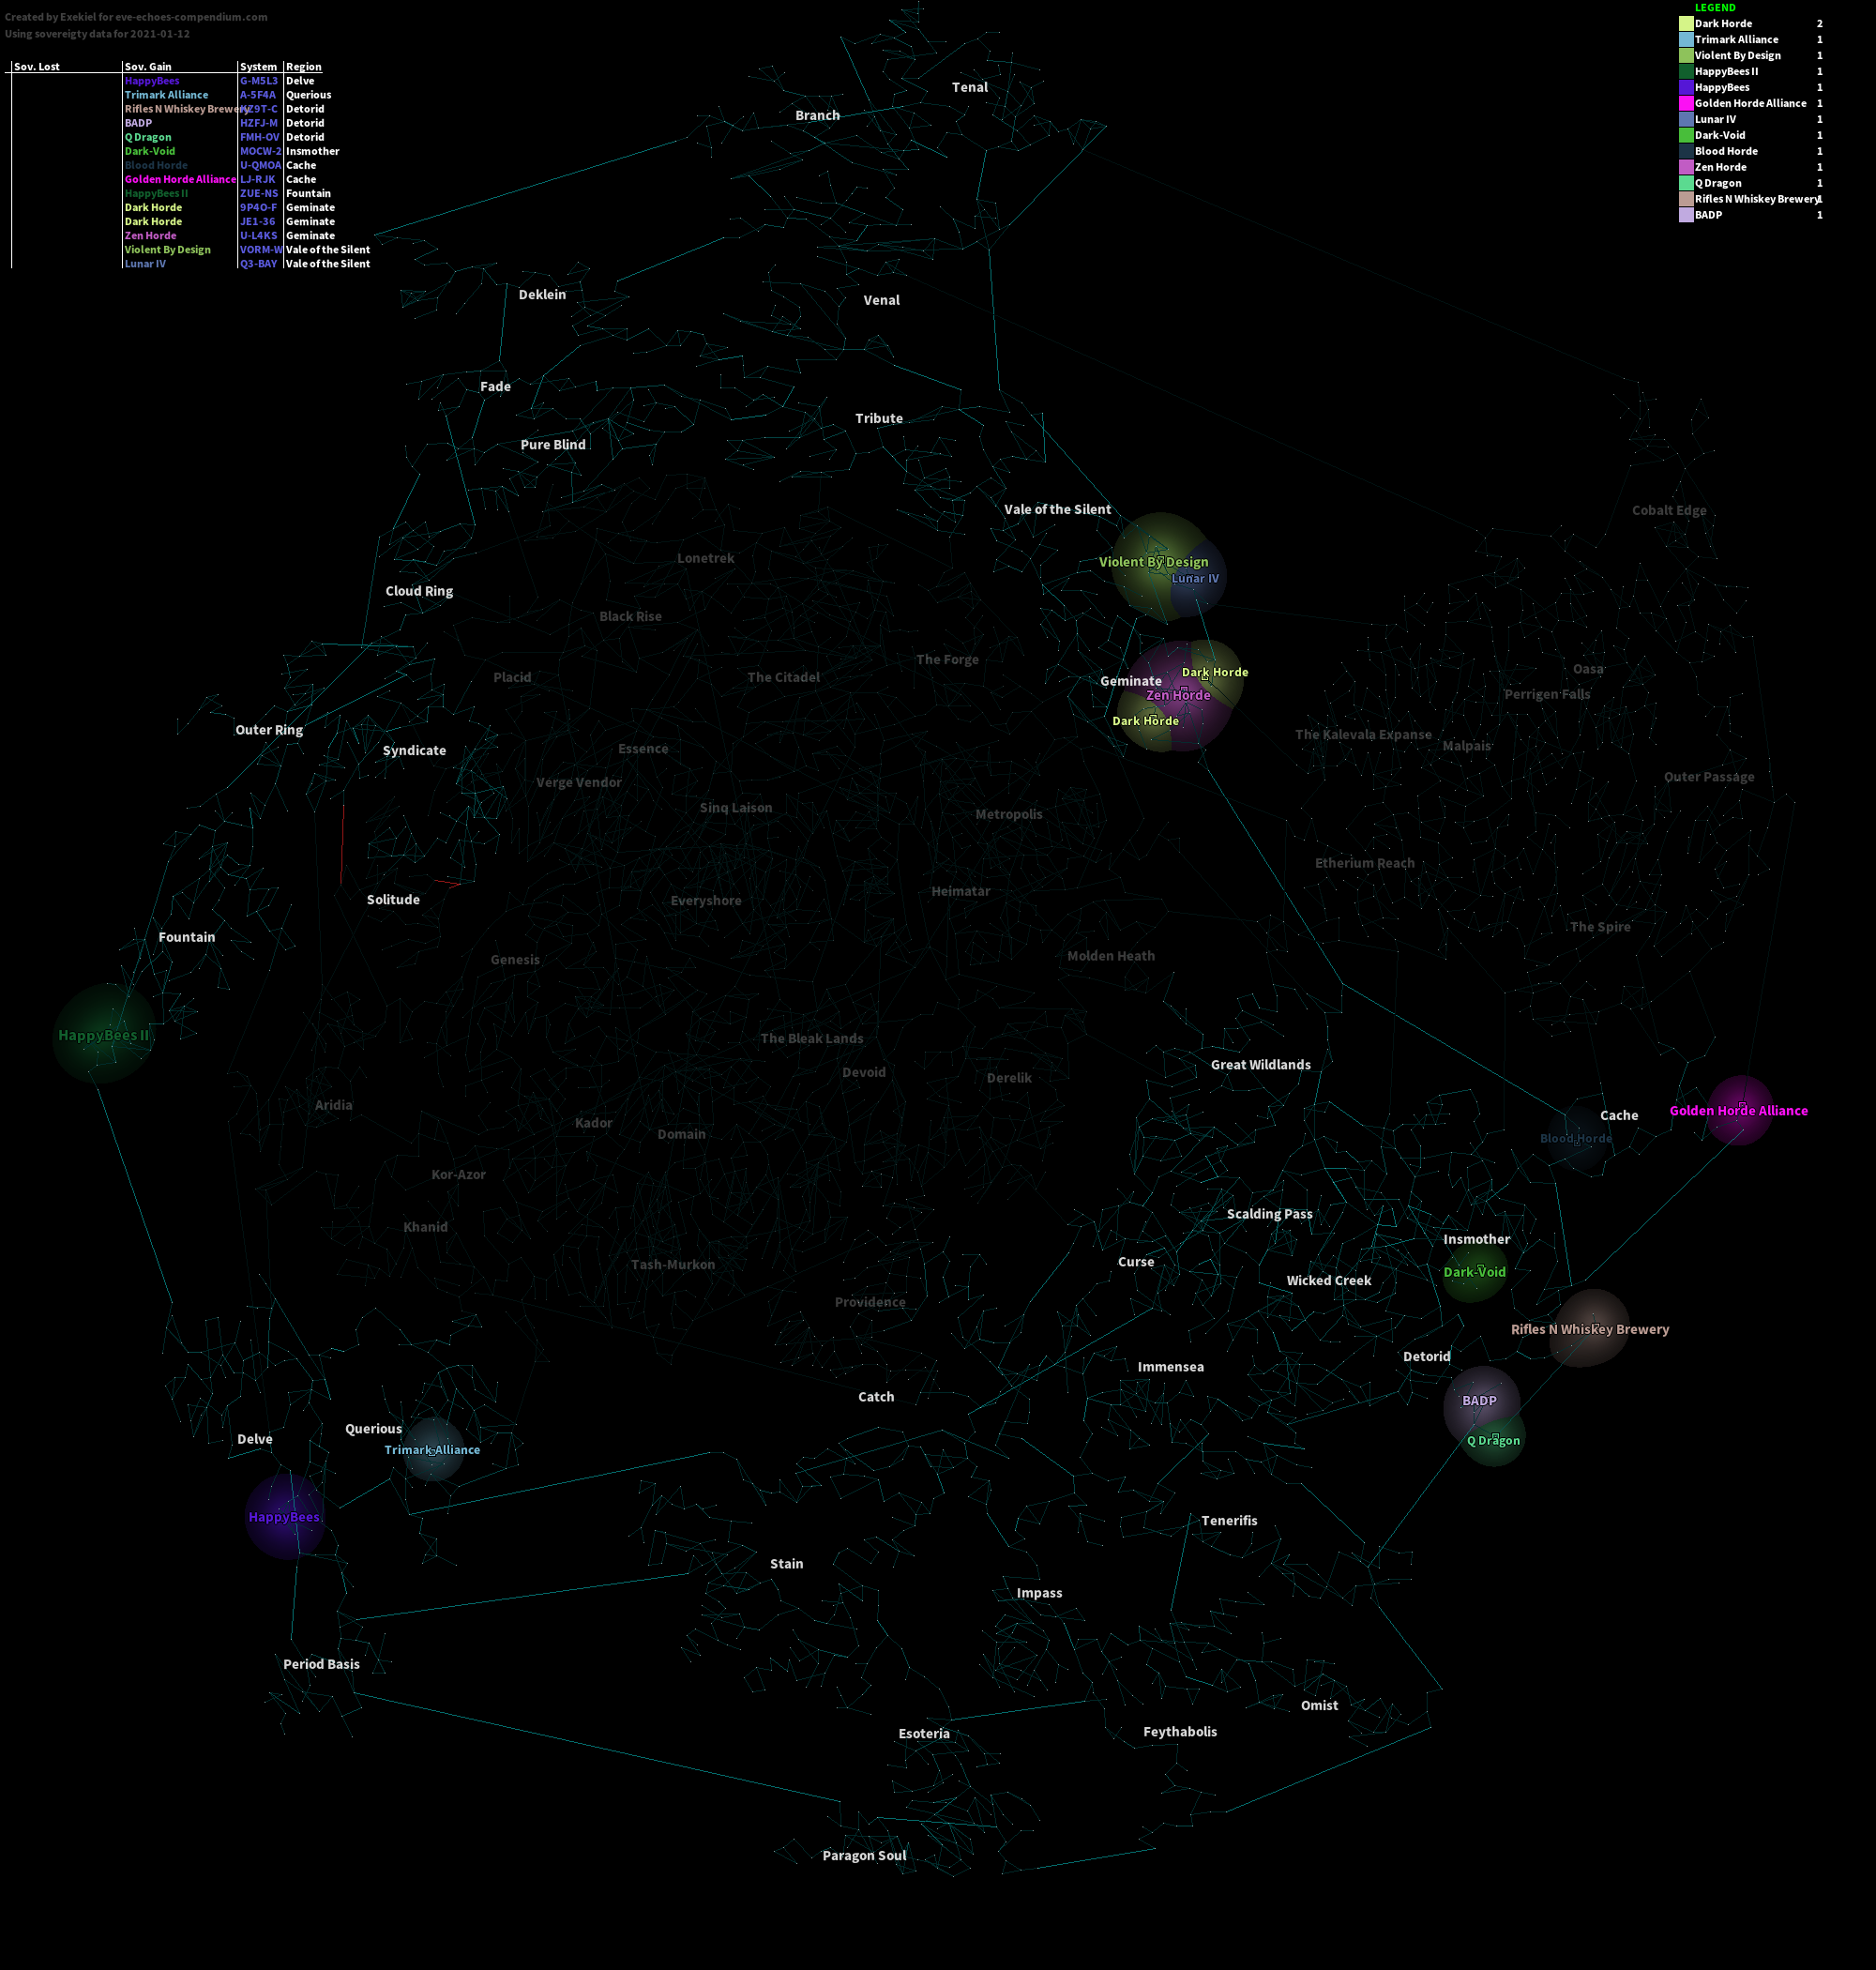 Created by Exekiel for eve-echoes-compendium.com
Using sovereigty data for 2021-01-12
Sov. Lost Sov. Gain System Region
HappyBees G-M5L3 Delve
Trimark Alliance A-5F4A Querious
Rifles N Whiskey Brewery Detorid
BADP HZFJ-M Detorid
Q Dragon FMH-OV Detorid
Dark-Void MOCW-2 Insmother
Blood Horde U-QMOA Cache
Golden Horde Alliance LJ-RJK Cache
HappyBees II ZUE-NS Fountain
Dark Horde 9P4O-F Geminate
Dark Horde JE1-36 Geminate
Zen Horde U-L4KS Geminate
Violent By Design VORM-W Vale of the Silent
Lunar IV Q3-BAY Vale of the Silent
LEGEND
Dark Horde 2
Trimark Alliance 1
Violent By Design 1
HappyBees II 1
HappyBees 1
Golden Horde Alliance 1
Lunar IV 1
Dark-Void 1
Blood Horde 1
Zen Horde 1
Q Dragon 1
Rifles N Whiskey Brewery 1
BADP 1
Tenal
Branch
Deklein
Venal
Fade
Tribute
Pure Blind
Vale of the Silent
Cobalt Edge
Lonetrek
Violent By Design
Lunar IV
Cloud Ring
Black Rise
The Forge
Oasa
Placid
The Citadel
Dark Horde
Geminate
Zen Horde
Perrigen Falls
Dark Horde
Outer Ring
The Kalevala Expanse
Malpais
Syndicate
Essence
Outer Passage
Verge Vendor
Sinq Laison
Metropolis
Etherium Reach
Heimatar
Solitude
Everyshore
The Spire
Fountain
Genesis
Molden Heath
HappyBees II
The Bleak Lands
Great Wildlands
Devoid
Derelik
Aridia
Golden Horde Alliance
Cache
Kador
Domain
Blood Horde
Kor-Azor
Scalding Pass
Khanid
Insmother
Tash-Murkon
Curse
Dark-Void
Wicked Creek
Providence
Rifles N Whiskey Brewery
Detorid
Immensea
Catch
BADP
Querious
Delve
Trimark Alliance
Q Dragon
HappyBees
Tenerifis
Stain
Impass
Period Basis
Omist
Esoteria
Feythabolis
Paragon Soul